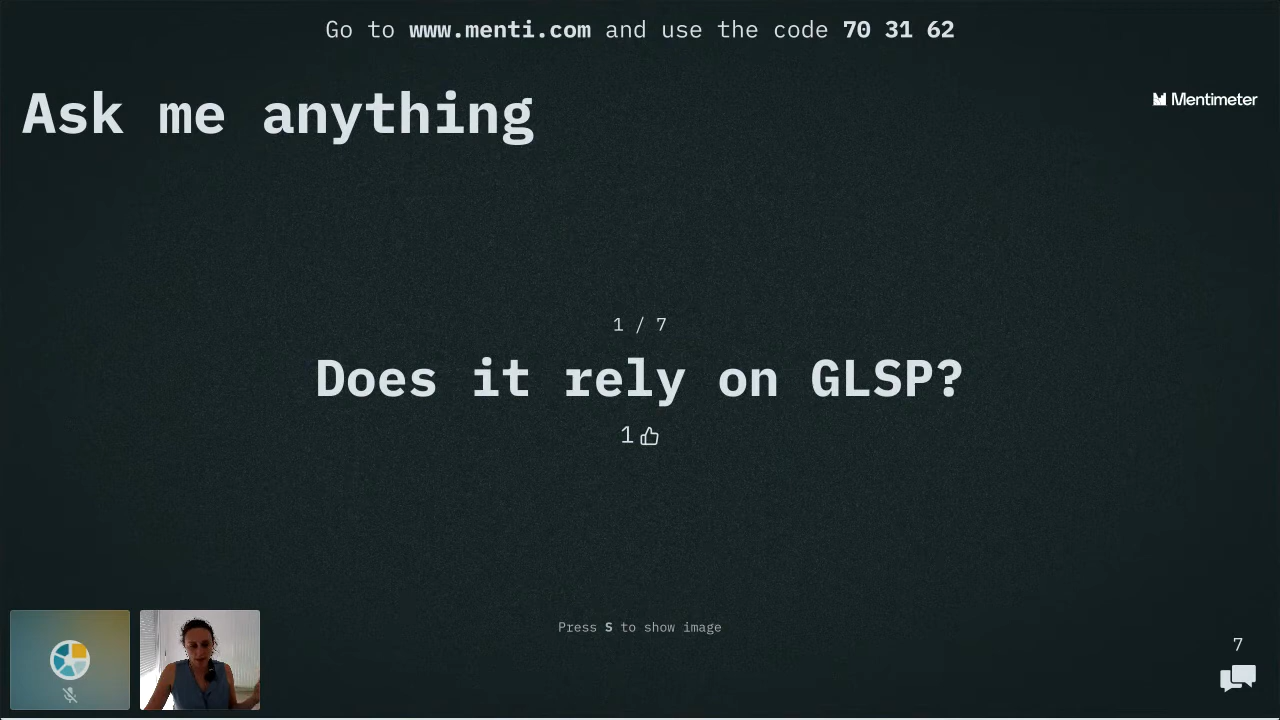 Go to www.menti.com and use the code 70 31 62
Ask me anything
Mentimeter
1 / 7
Does it rely on GLSP?
1
Press S to show image
7